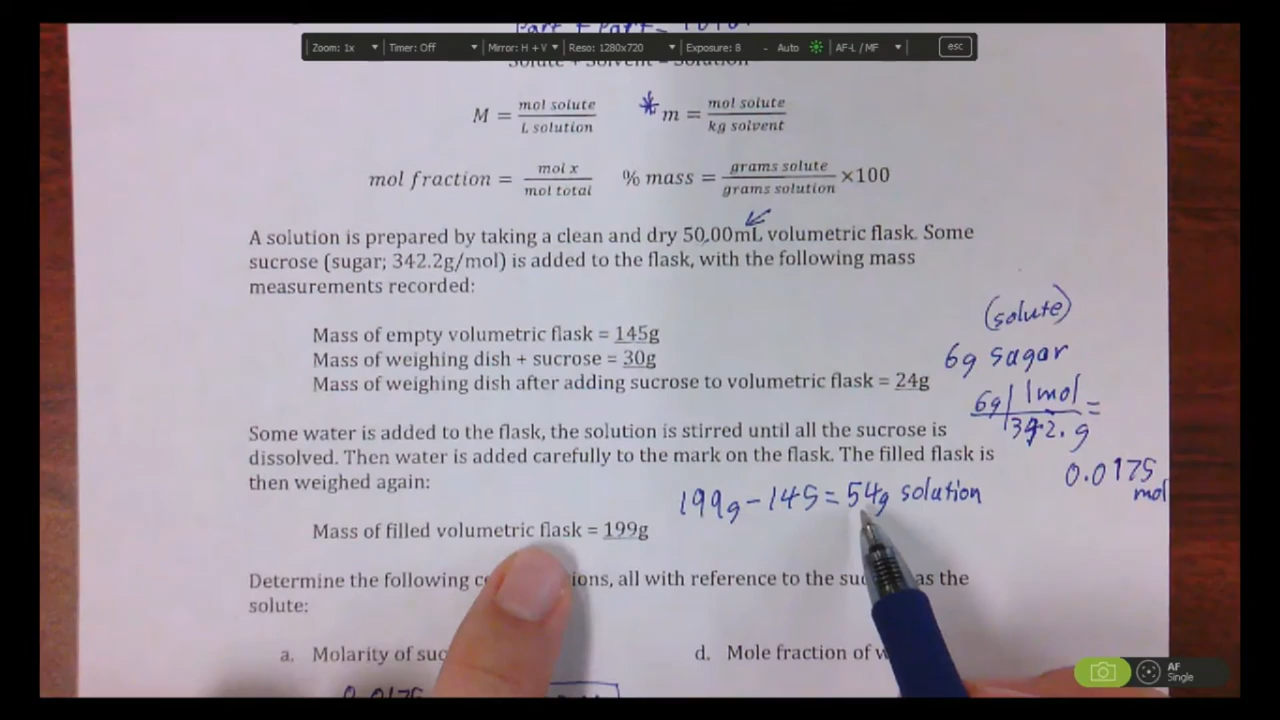 Part + Part =
Zoom: 1x Timer: Off Mirror: H + V Reso: 1280x720 Exposure: 8 - Auto AF-L / MF esc
Solute + Solvent = Solution
M = mol solute / L solution * m = mol solute / kg solvent
mol fraction = mol x / mol total % mass = grams solute / grams solution ×100
A solution is prepared by taking a clean and dry 50.00mL volumetric flask. Some
sucrose (sugar; 342.2g/mol) is added to the flask, with the following mass
measurements recorded:
(solute)
Mass of empty volumetric flask = 145g
6g sugar
Mass of weighing dish + sucrose = 30g
Mass of weighing dish after adding sucrose to volumetric flask = 24g
6g | 1mol =
342. g
Some water is added to the flask, the solution is stirred until all the sucrose is
dissolved. Then water is added carefully to the mark on the flask. The filled flask is
then weighed again:
0.0175
mol
199g - 145 = 54g solution
Mass of filled volumetric flask = 199g
Determine the following all with reference to the as the
solute:
a. Molarity of d. Mole fraction of
0.0175
AF
Single